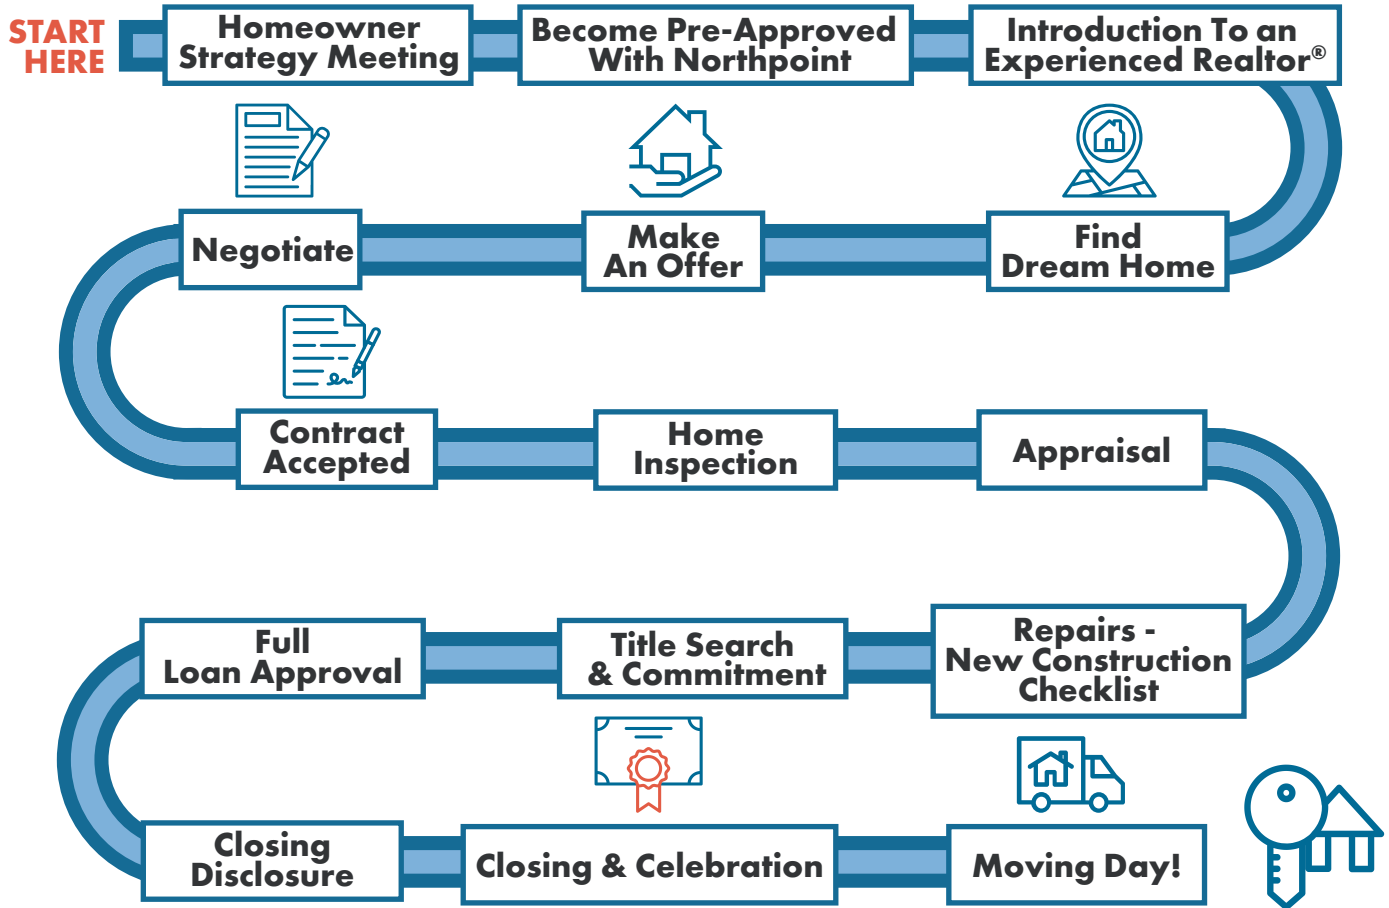 START
HERE
Homeowner
Strategy Meeting
Become Pre-Approved
With Northpoint
Introduction To an
Experienced Realtor®
Find
Dream Home
Make
An Offer
Negotiate
Contract
Accepted
Home
Inspection
Appraisal
Repairs -
New Construction
Checklist
Title Search
& Commitment
Full
Loan Approval
Closing
Disclosure
Closing & Celebration
Moving Day!